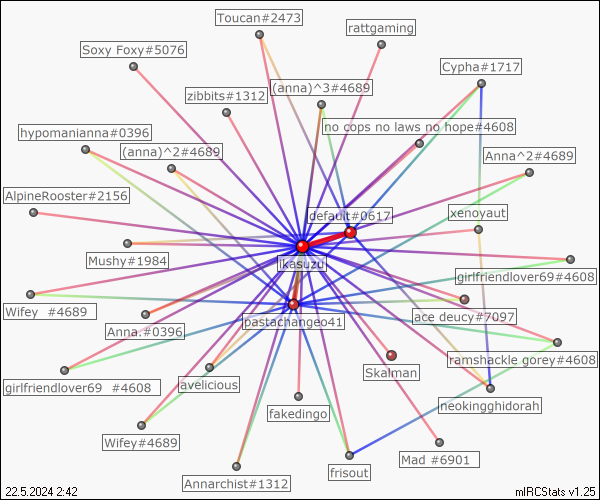 Toucan#2473
rattgaming
Soxy Foxy#5076
Cypha#1717
(anna)^3#4689
zibbits#1312
no cops no laws no hope#4608
hypomanianna#0396
(anna)^2#4689
Anna^2#4689
AlpineRooster#2156
default#0617
xenoyaut
Mushy#1984
ikasuzu
girlfriendlover69#4608
Wifey #4689
ace deucy#7097
Anna.#0396
pastachangeo41
ramshackle gorey#4608
Skalman
girlfriendlover69 #4608
avelicious
neokingghidorah
fakedingo
Wifey#4689
Mad #6901
frisout
Annarchist#1312
22.5.2024 2:42
mIRCStats v1.25